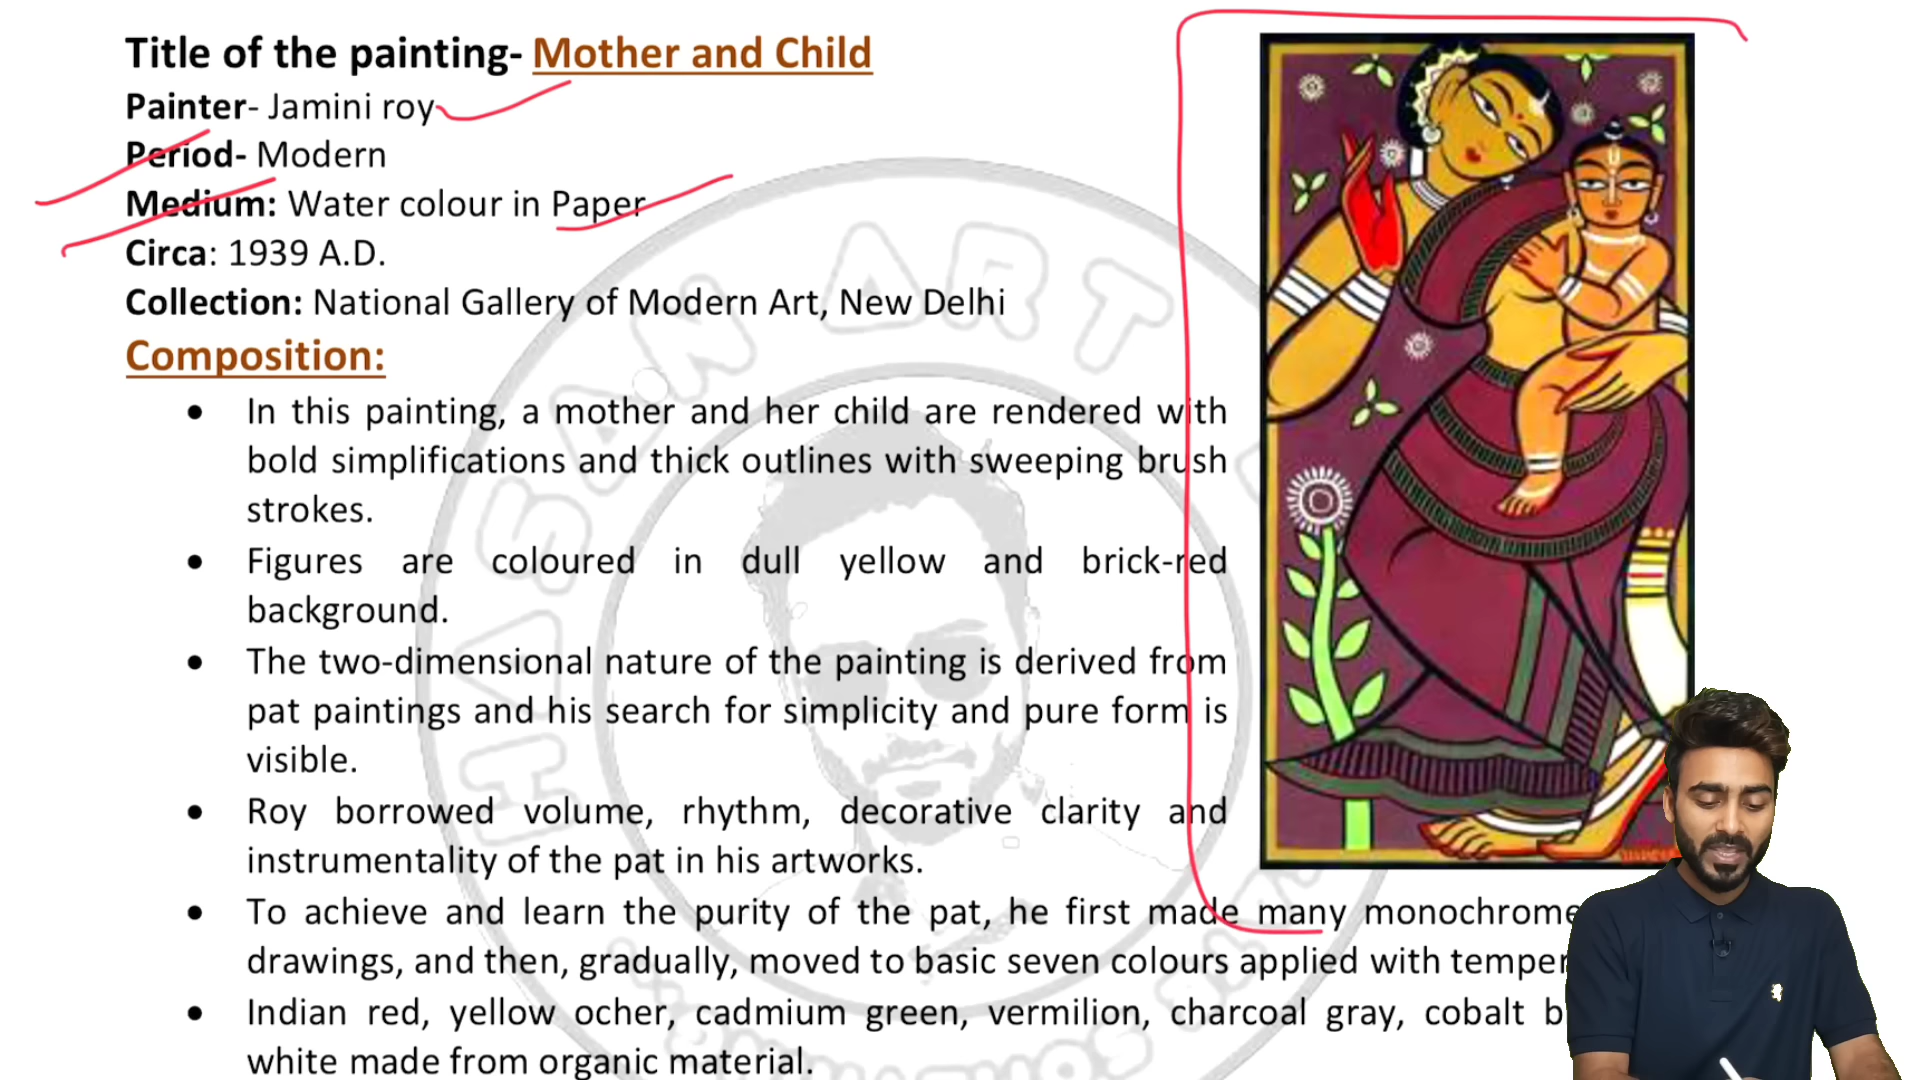 Title of the painting- Mother and Child
Painter- Jamini roy
Period- Modern
Medium: Water colour in Paper
Circa: 1939 A.D.
Collection: National Gallery of Modern Art, New Delhi
Composition:
• In this painting, a mother and her child are rendered with
bold simplifications and thick outlines with sweeping brush
strokes.
• Figures are coloured in dull yellow and brick-red
background.
• The two-dimensional nature of the painting is derived from
pat paintings and his search for simplicity and pure form is
visible.
• Roy borrowed volume, rhythm, decorative clarity and
instrumentality of the pat in his artworks.
• To achieve and learn the purity of the pat, he first made many monochrome
drawings, and then, gradually, moved to basic seven colours applied with
• Indian red, yellow ocher, cadmium green, vermilion, charcoal gray, cobalt
white made from organic material.
HASAN ART